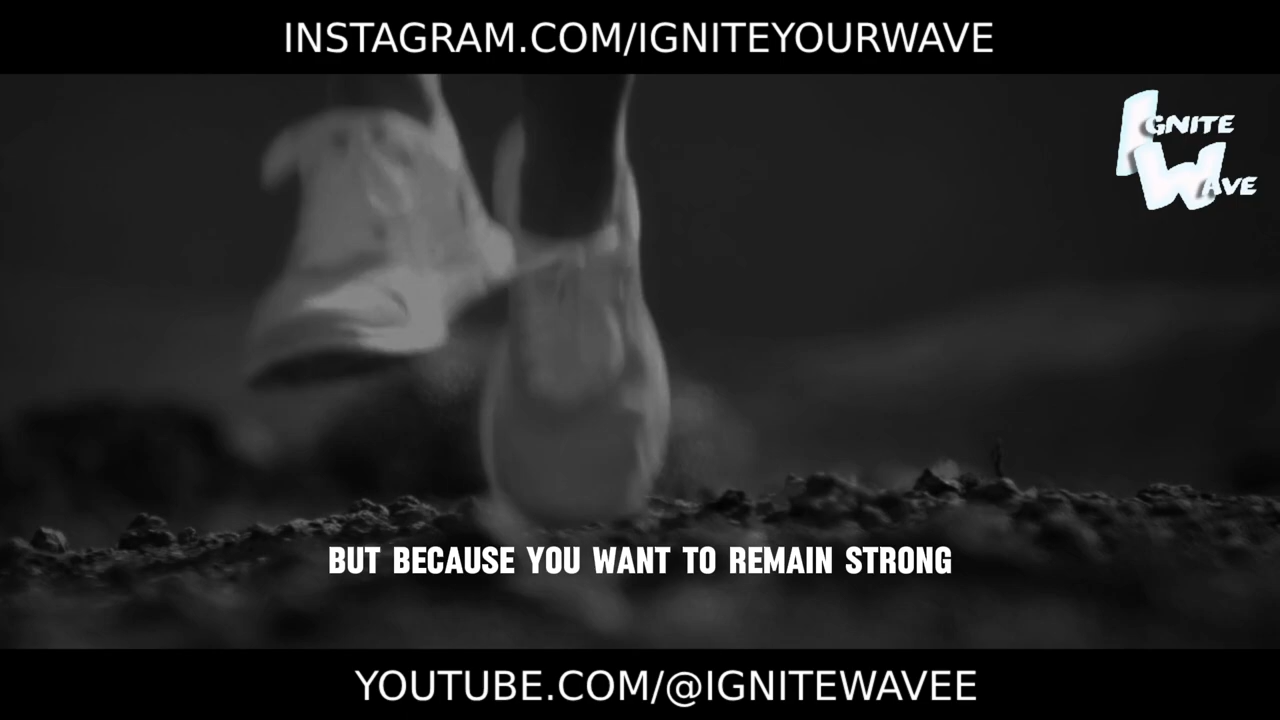 INSTAGRAM.COM/IGNITEYOURWAVE
IGNITE
WAVE
BUT BECAUSE YOU WANT TO REMAIN STRONG
YOUTUBE.COM/@IGNITEWAVEE